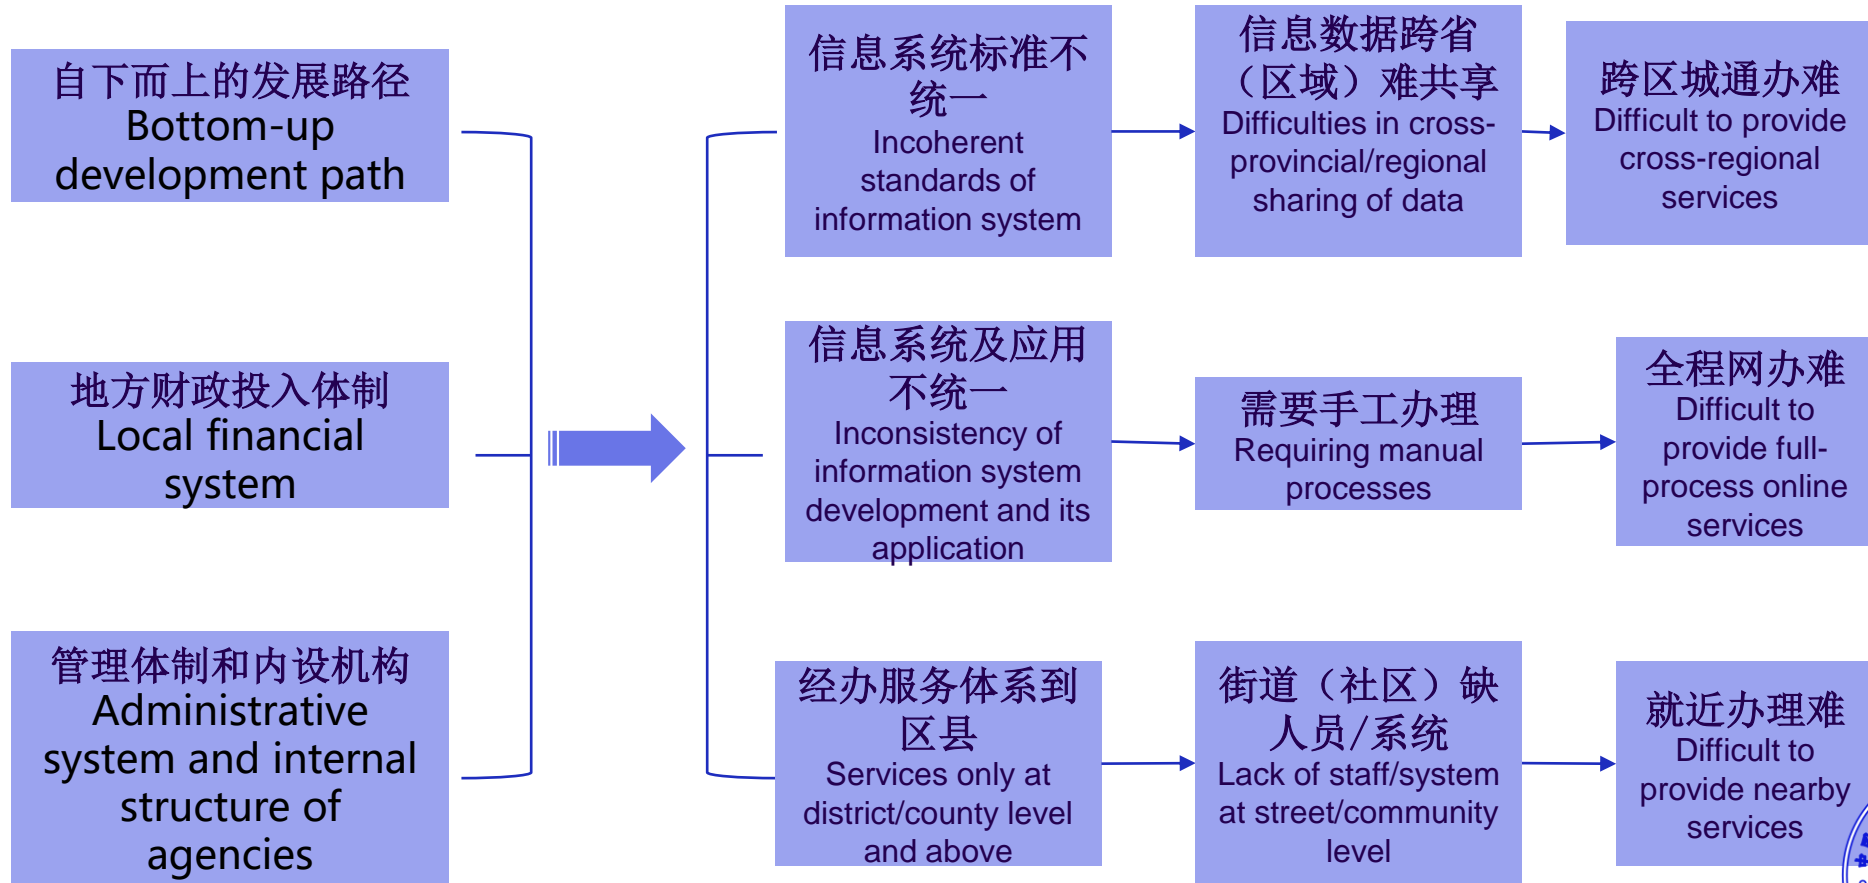 自下而上的发展路径
Bottom-up
development path
地方财政投入体制
Local financial
system
管理体制和内设机构
Administrative
system and internal
structure of
agencies
信息系统标准不
统一
Incoherent
standards of
information system
信息数据跨省
（区域）难共享
Difficulties in cross-
provincial/regional
sharing of data
跨区城通办难
Difficult to provide
cross-regional
services
信息系统及应用
不统一
Inconsistency of
information system
development and its
application
需要手工办理
Requiring manual
processes
全程网办难
Difficult to
provide full-
process online
services
经办服务体系到
区县
Services only at
district/county level
and above
街道（社区）缺
人员/系统
Lack of staff/system
at street/community
level
就近办理难
Difficult to
provide nearby
services